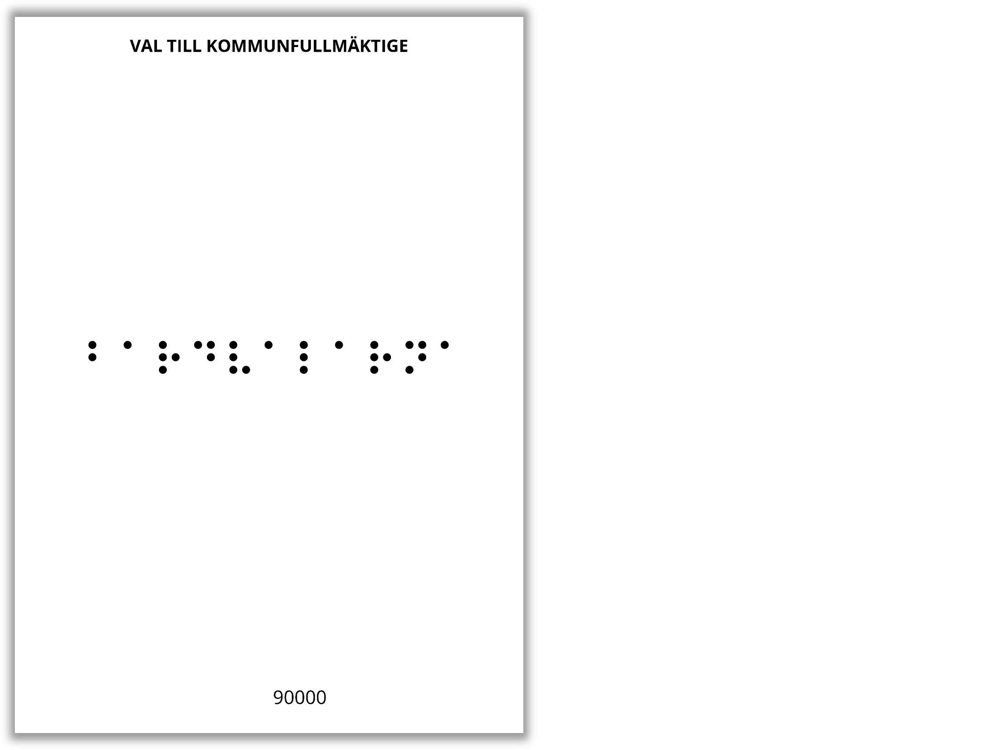 VAL TILL KOMMUNFULLMÄKTIGE
⠃⠁⠗⠙⠧⠁⠇⠁⠗⠝⠁
90000